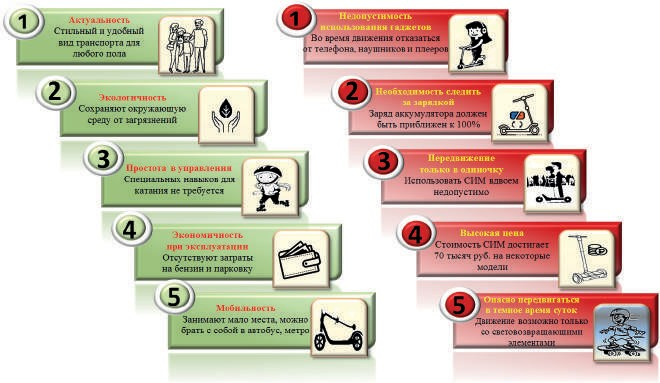 1
Актуальность
Стильный и удобный
вид транспорта для
любого пола
2
Экологичность
Сохраняют окружающую
среду от загрязнений
3
Простота в управления
Специальных навыков для
катания не требуется
4
Экономичность
при эксплуатации
Отсутствуют затраты
на бензин и парковку
5
Мобильность
Занимают мало места, можно
брать с собой в автобус, метро
1
Недопустимость
использования гаджетов
Во время движения отказаться
от телефона, наушников и плееров
2
Необходимость следить
за зарядкой
Заряд аккумулятора должен
быть приближен к 100%
3
Передвижение
только в одиночку
Использовать СИМ вдвоем
недопустимо
4
Высокая цена
Стоимость СИМ достигает
70 тысяч руб. на некоторые
модели
5
Опасно передвигаться
в темное время суток
Движение возможно только
со световозвращающими
элементами